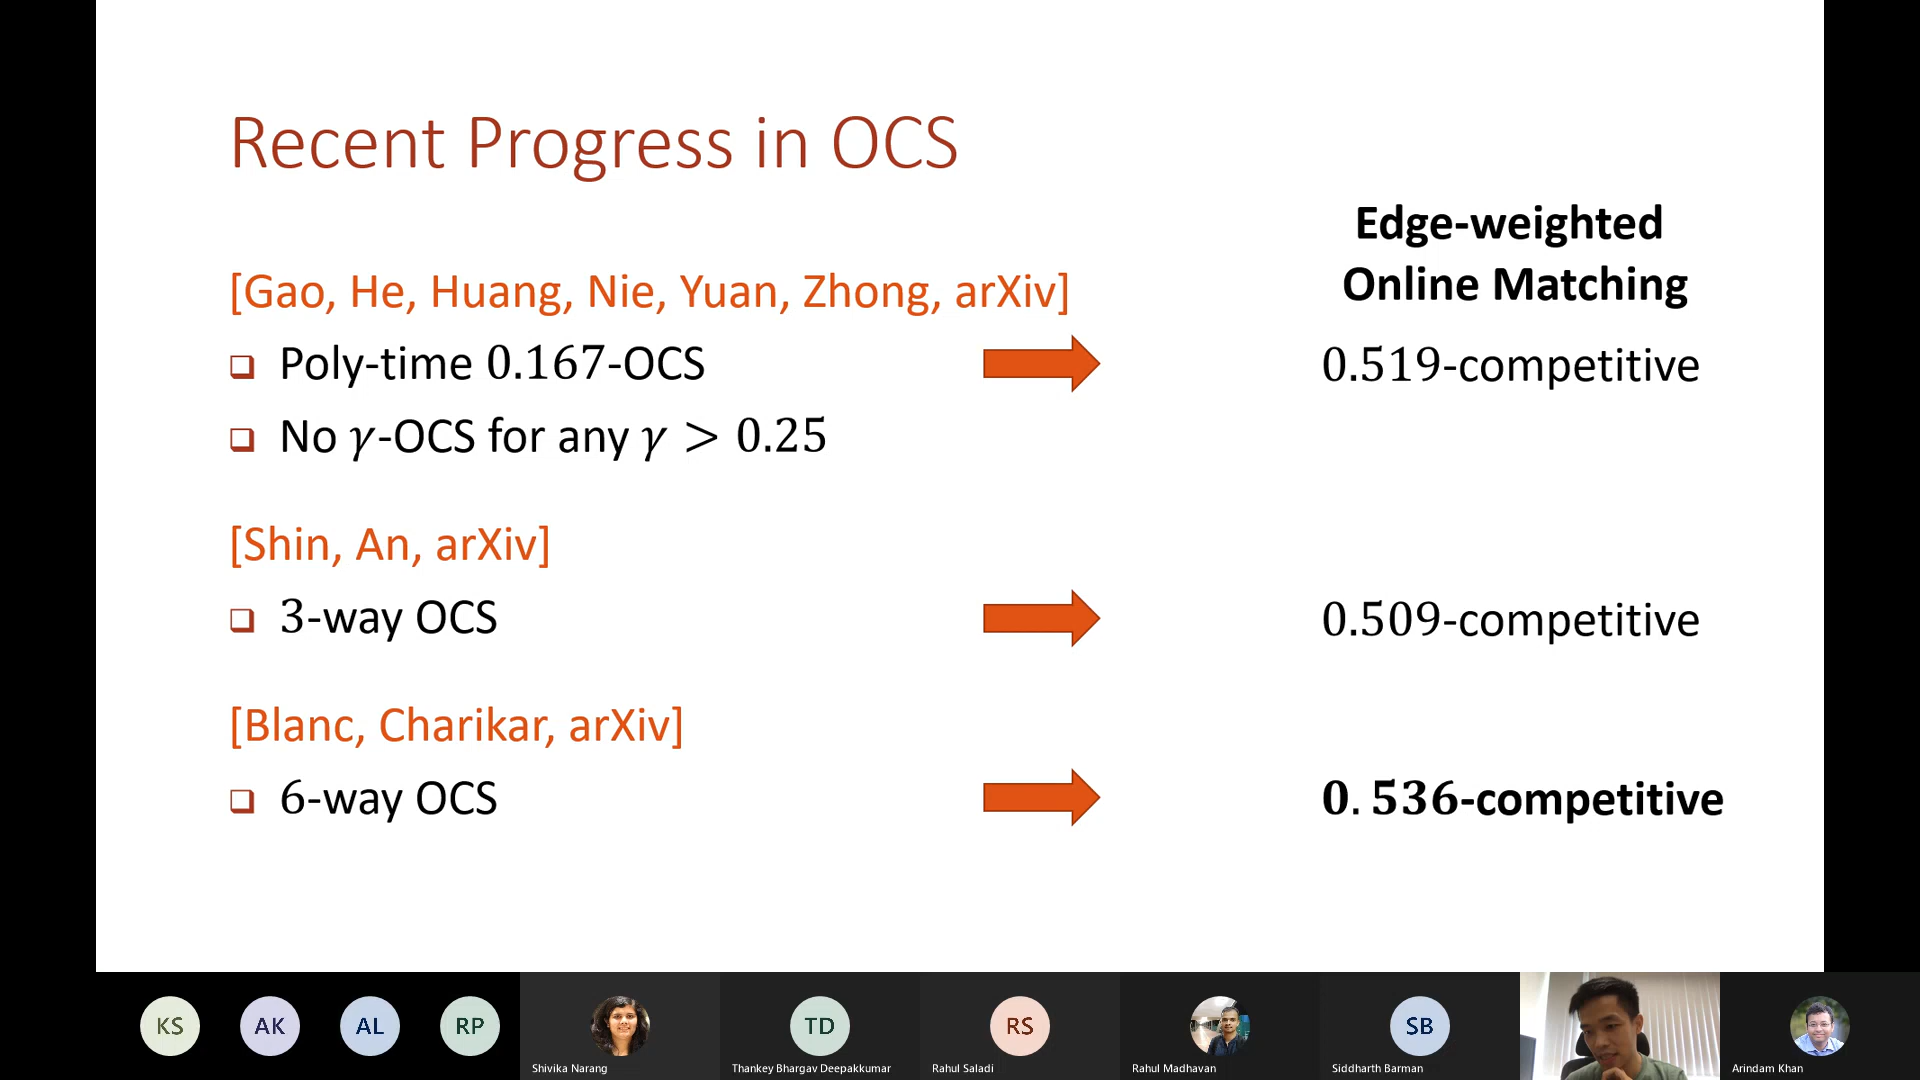 Recent Progress in OCS
Edge-weighted
Online Matching
[Gao, He, Huang, Nie, Yuan, Zhong, arXiv]
Poly-time 0.167-OCS
0.519-competitive
No γ-OCS for any γ > 0.25
[Shin, An, arXiv]
3-way OCS
0.509-competitive
[Blanc, Charikar, arXiv]
6-way OCS
0.536-competitive
KS
AK
AL
RP
TD
RS
SB
Shivika Narang
Thankey Bhargav Deepakkumar
Rahul Saladi
Rahul Madhavan
Siddharth Barman
Arindam Khan